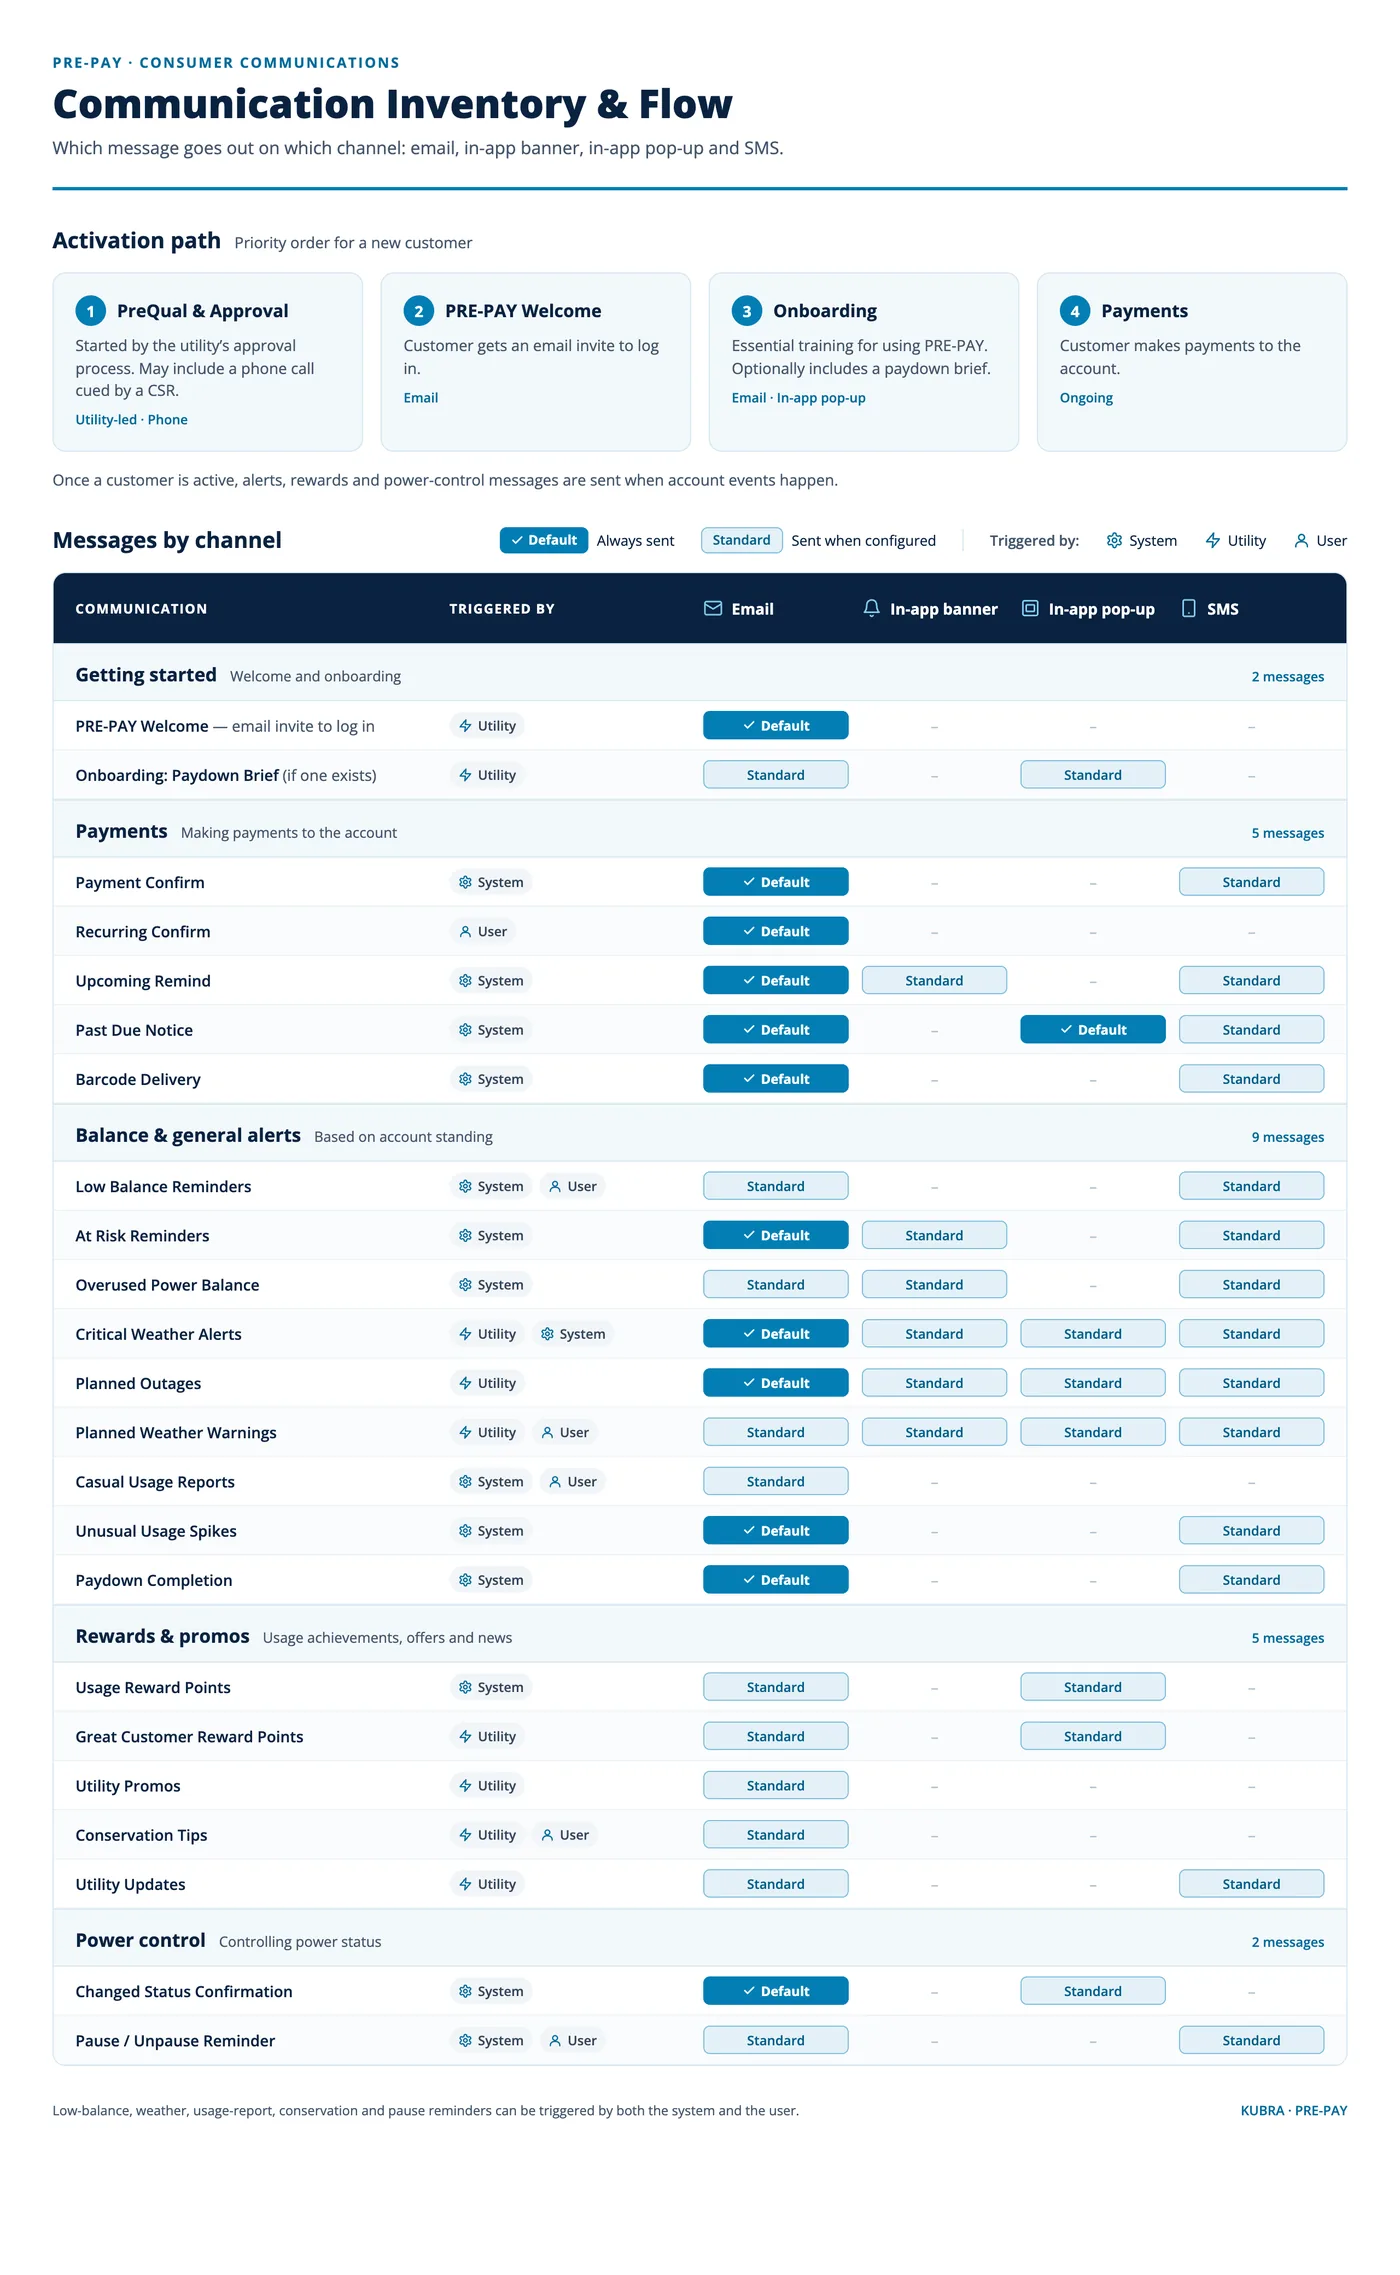 PRE-PAY · CONSUMER COMMUNICATIONS
Communication Inventory & Flow
Which message goes out on which channel: email, in-app banner, in-app pop-up and SMS.
Activation path Priority order for a new customer
1 PreQual & Approval
Started by the utility’s approval
process. May include a phone call
cued by a CSR.
Utility-led · Phone
2 PRE-PAY Welcome
Customer gets an email invite to log
in.
Email
3 Onboarding
Essential training for using PRE-PAY.
Optionally includes a paydown brief.
Email · In-app pop-up
4 Payments
Customer makes payments to the
account.
Ongoing
Once a customer is active, alerts, rewards and power-control messages are sent when account events happen.
Messages by channel ✓ Default Always sent Standard Sent when configured Triggered by: System Utility User
COMMUNICATION TRIGGERED BY Email In-app banner In-app pop-up SMS
Getting started Welcome and onboarding 2 messages
PRE-PAY Welcome — email invite to log in Utility ✓ Default – – –
Onboarding: Paydown Brief (if one exists) Utility Standard – Standard –
Payments Making payments to the account 5 messages
Payment Confirm System ✓ Default – – Standard
Recurring Confirm User ✓ Default – – –
Upcoming Remind System ✓ Default Standard – Standard
Past Due Notice System ✓ Default – ✓ Default Standard
Barcode Delivery System ✓ Default – – Standard
Balance & general alerts Based on account standing 9 messages
Low Balance Reminders System User Standard – – Standard
At Risk Reminders System ✓ Default Standard – Standard
Overused Power Balance System Standard Standard – Standard
Critical Weather Alerts Utility System ✓ Default Standard Standard Standard
Planned Outages Utility ✓ Default Standard Standard Standard
Planned Weather Warnings Utility User Standard Standard Standard Standard
Casual Usage Reports System User Standard – – –
Unusual Usage Spikes System ✓ Default – – Standard
Paydown Completion System ✓ Default – – Standard
Rewards & promos Usage achievements, offers and news 5 messages
Usage Reward Points System Standard – Standard –
Great Customer Reward Points Utility Standard – Standard –
Utility Promos Utility Standard – – –
Conservation Tips Utility User Standard – – –
Utility Updates Utility Standard – – Standard
Power control Controlling power status 2 messages
Changed Status Confirmation System ✓ Default – Standard –
Pause / Unpause Reminder System User Standard – – Standard
Low-balance, weather, usage-report, conservation and pause reminders can be triggered by both the system and the user. KUBRA · PRE-PAY